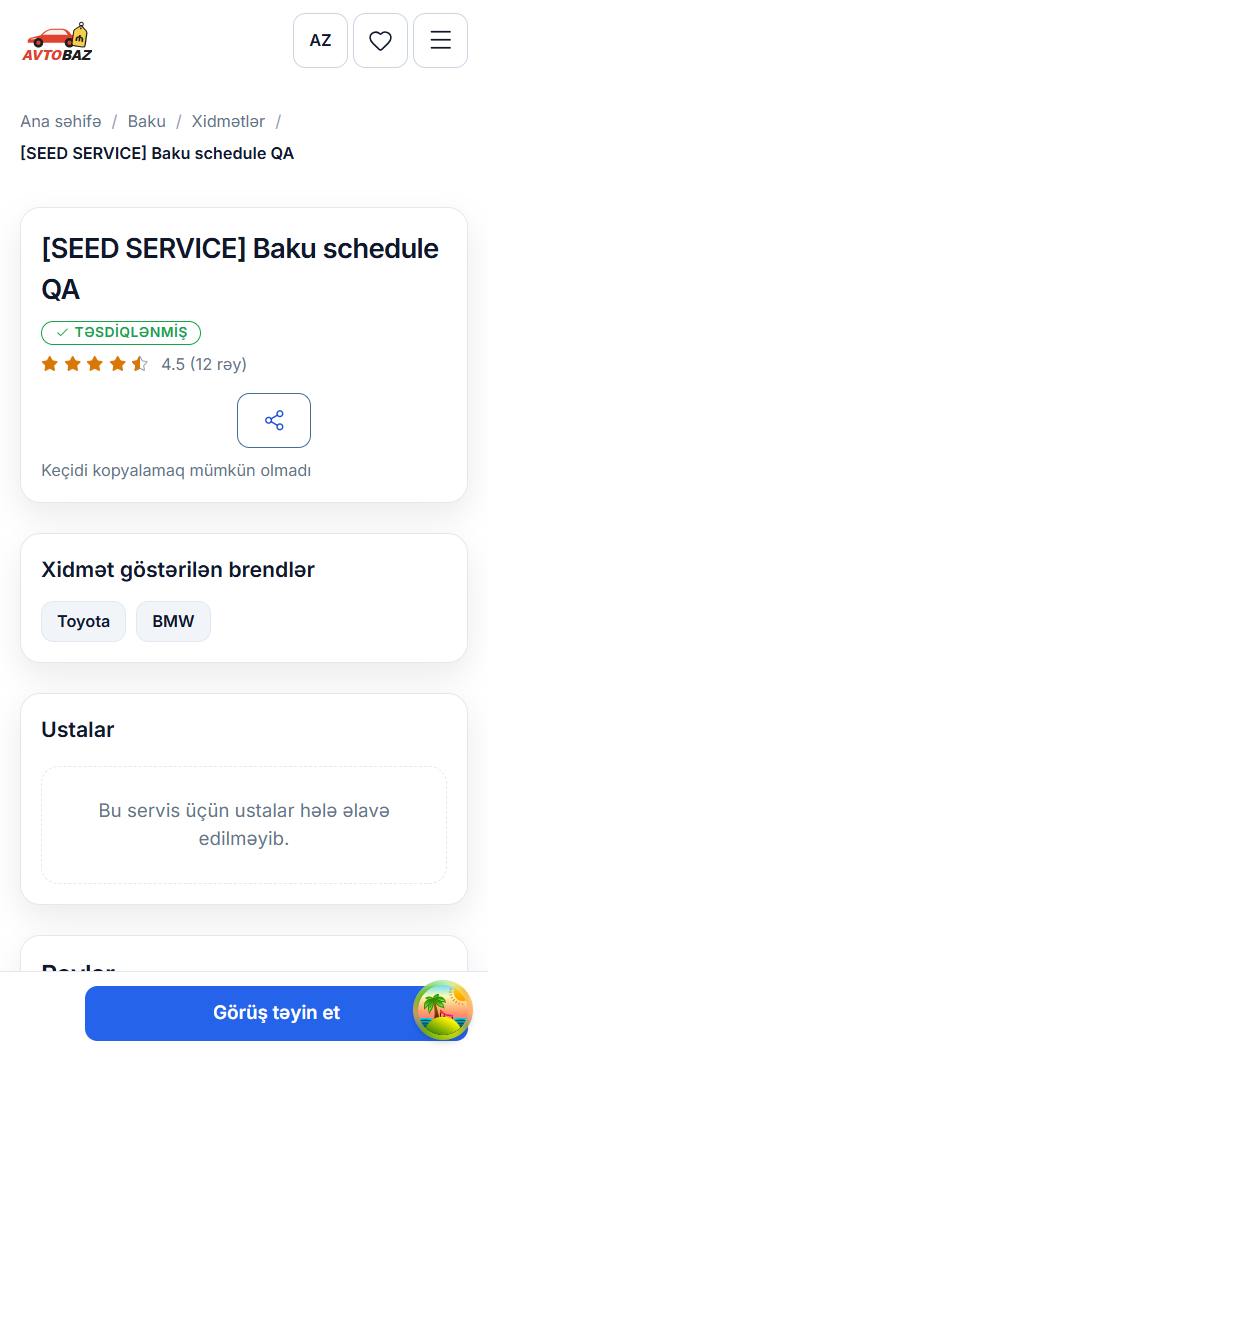 AVTOBAZ
AZ
Ana səhifə / Baku / Xidmətlər /
[SEED SERVICE] Baku schedule QA
[SEED SERVICE] Baku schedule
QA
TƏSDİQLƏNMİŞ
4.5 (12 rəy)
Keçidi kopyalamaq mümkün olmadı
Xidmət göstərilən brendlər
Toyota BMW
Ustalar
Bu servis üçün ustalar hələ əlavə
edilməyib.
Rəylər
Görüş təyin et